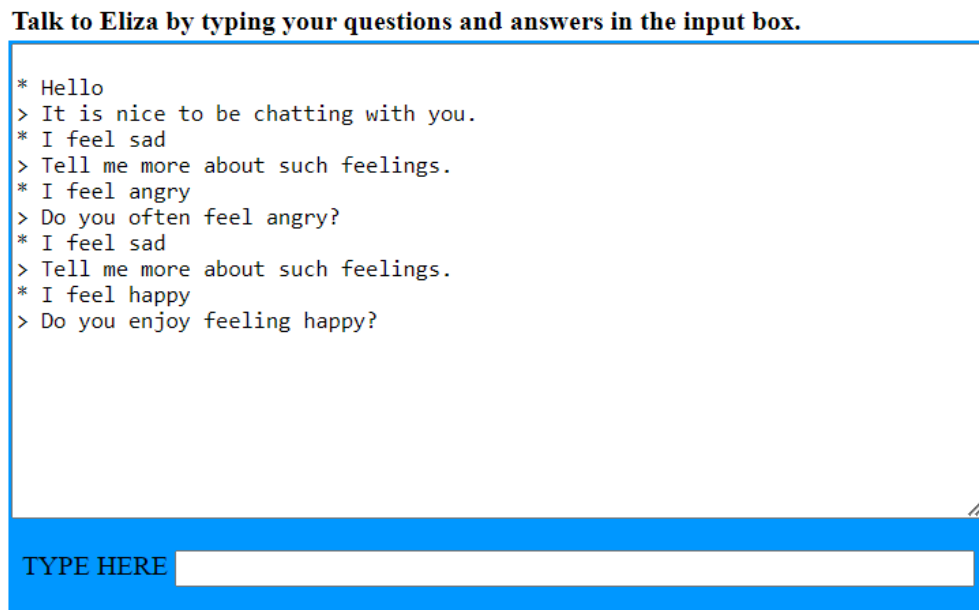 Talk to Eliza by typing your questions and answers in the input box.
* Hello
> It is nice to be chatting with you.
* I feel sad
> Tell me more about such feelings.
* I feel angry
> Do you often feel angry?
* I feel sad
> Tell me more about such feelings.
* I feel happy
> Do you enjoy feeling happy?
TYPE HERE